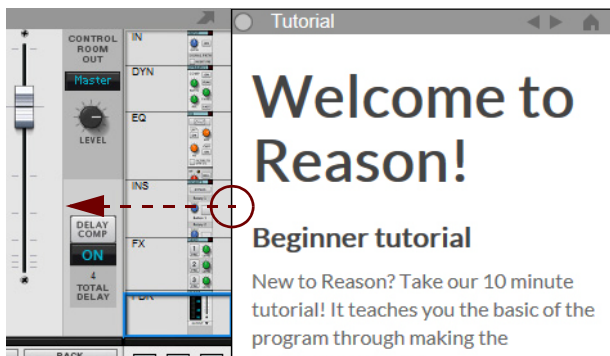 CONTROL
ROOM
OUT
Master
LEVEL
DELAY
COMP
ON
4
TOTAL
DELAY
IN
DYN
EQ
INS
FX
Tutorial
Welcome to
Reason!
Beginner tutorial
New to Reason? Take our 10 minute
tutorial! It teaches you the basic of the
program through making the